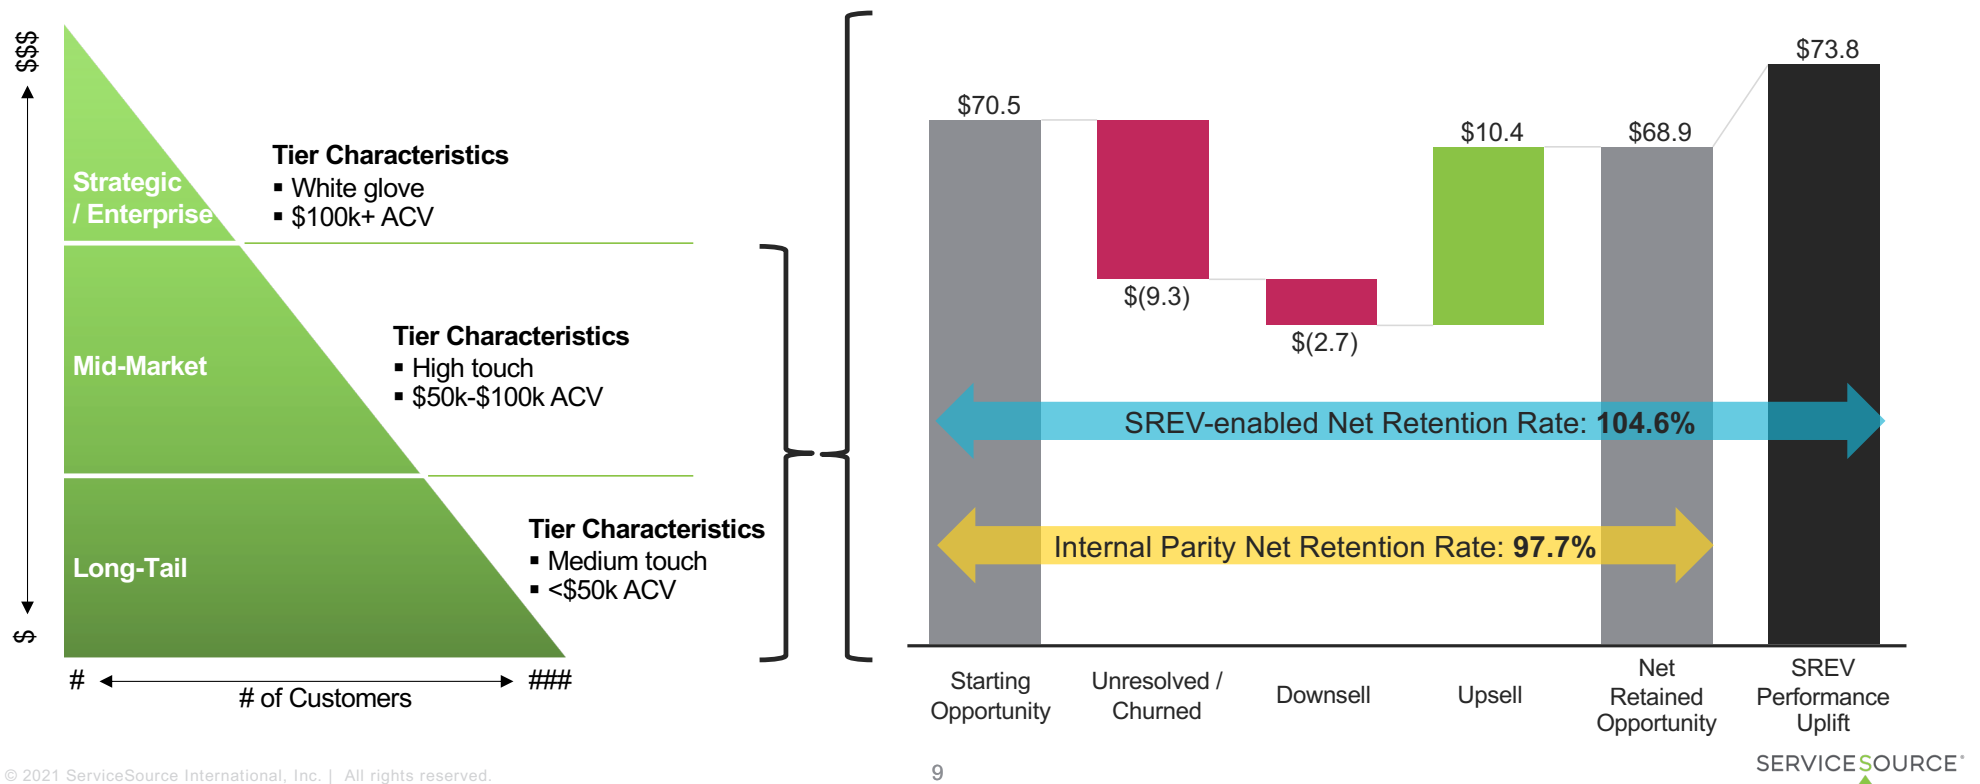 $$$
$
Strategic
/ Enterprise
Mid-Market
Long-Tail
Tier Characteristics
▪ White glove
▪ $100k+ ACV
Tier Characteristics
▪ High touch
▪ $50k-$100k ACV
Tier Characteristics
▪ Medium touch
▪ <$50k ACV
#
###
# of Customers
$70.5
$(9.3)
$(2.7)
$10.4
$68.9
$73.8
SREV-enabled Net Retention Rate: 104.6%
Internal Parity Net Retention Rate: 97.7%
Starting
Opportunity
Unresolved /
Churned
Downsell
Upsell
Net
Retained
Opportunity
SREV
Performance
Uplift
© 2021 ServiceSource International, Inc. | All rights reserved.
9
SERVICESOURCE